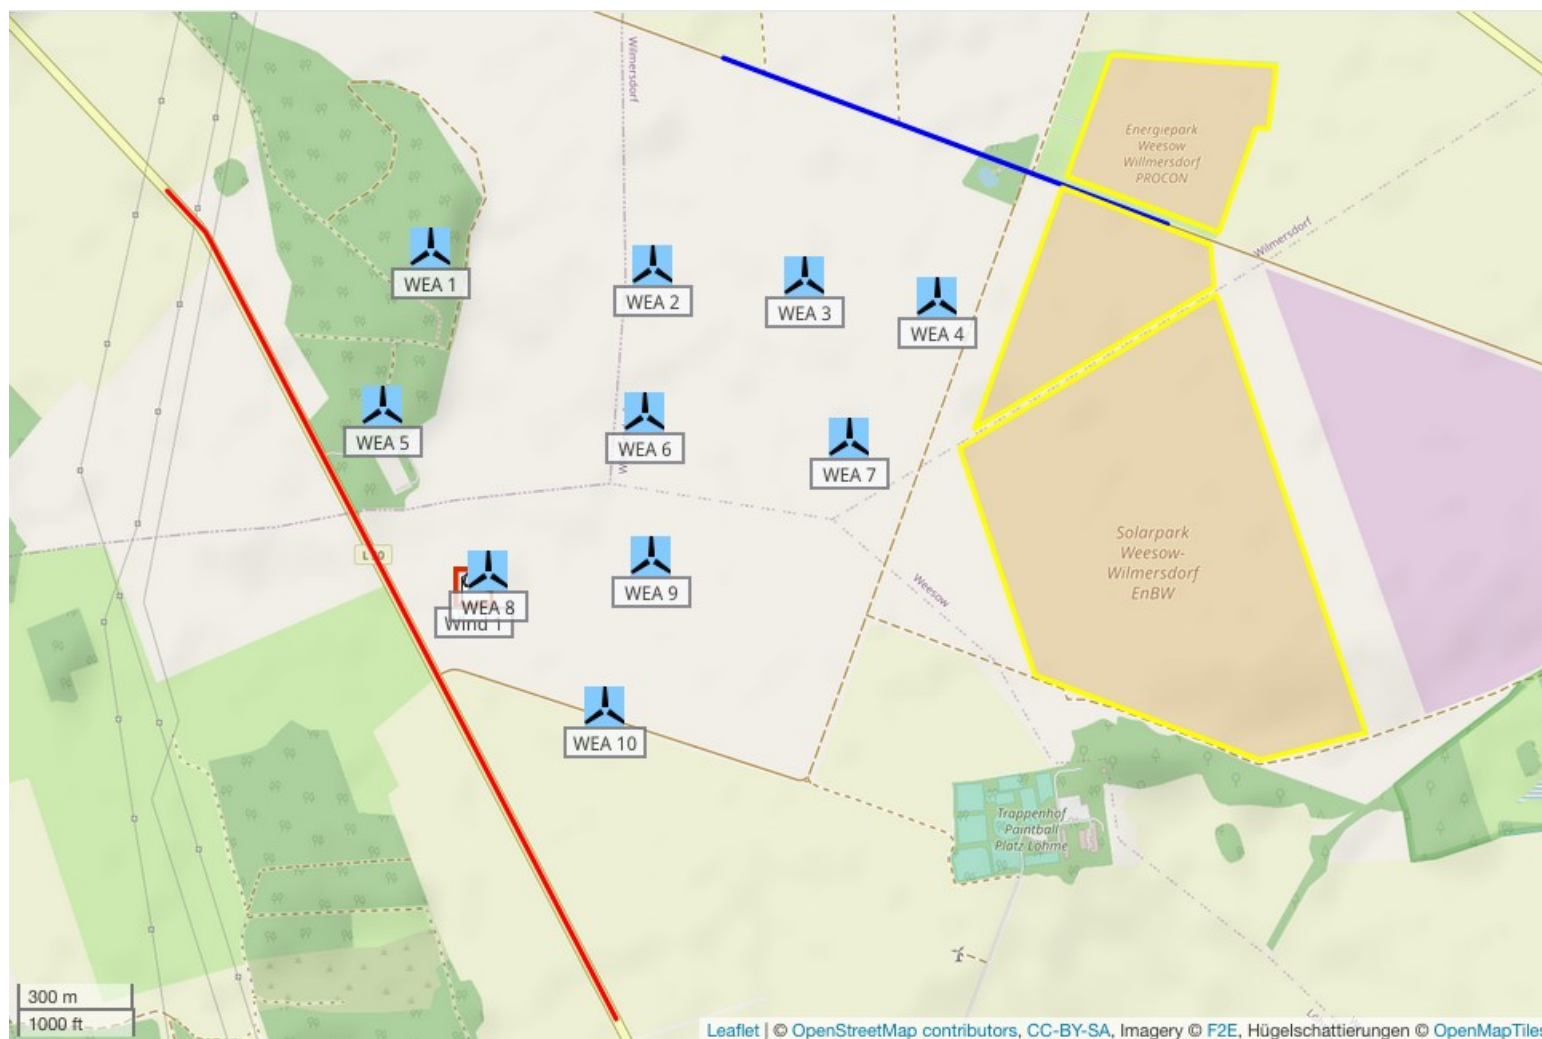 Wilmersdorf
Energiepark
Weesow
Willmersdorf
PROCON
Wilmersdorf
WEA 1
WEA 2
WEA 3
WEA 4
WEA 5
WEA 6
WEA 7
Solarpark
Weesow-
Wilmersdorf
EnBW
WEA 8
Wind 1
WEA 9
Weesow
WEA 10
Trappenhof
Paintball
Platz Löhme
300 m
1000 ft
Leaflet | © OpenStreetMap contributors, CC-BY-SA, Imagery © F2E, Hügelschattierungen © OpenMapTiles